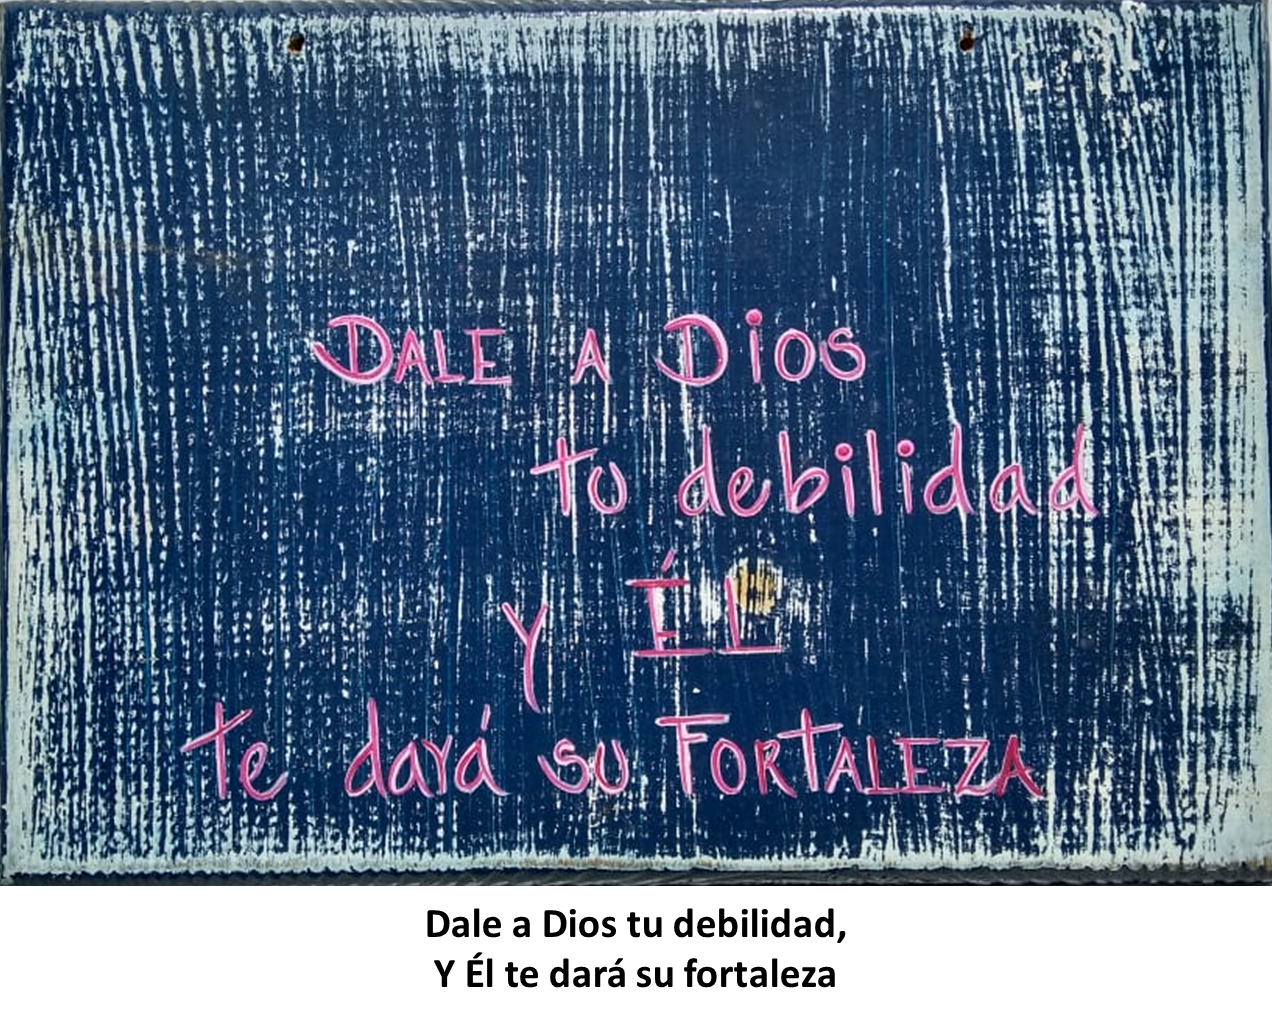 DALE A DioS
tu debilidad
y ÉL
te dará su FORTALEZA
Dale a Dios tu debilidad,
Y Él te dará su fortaleza